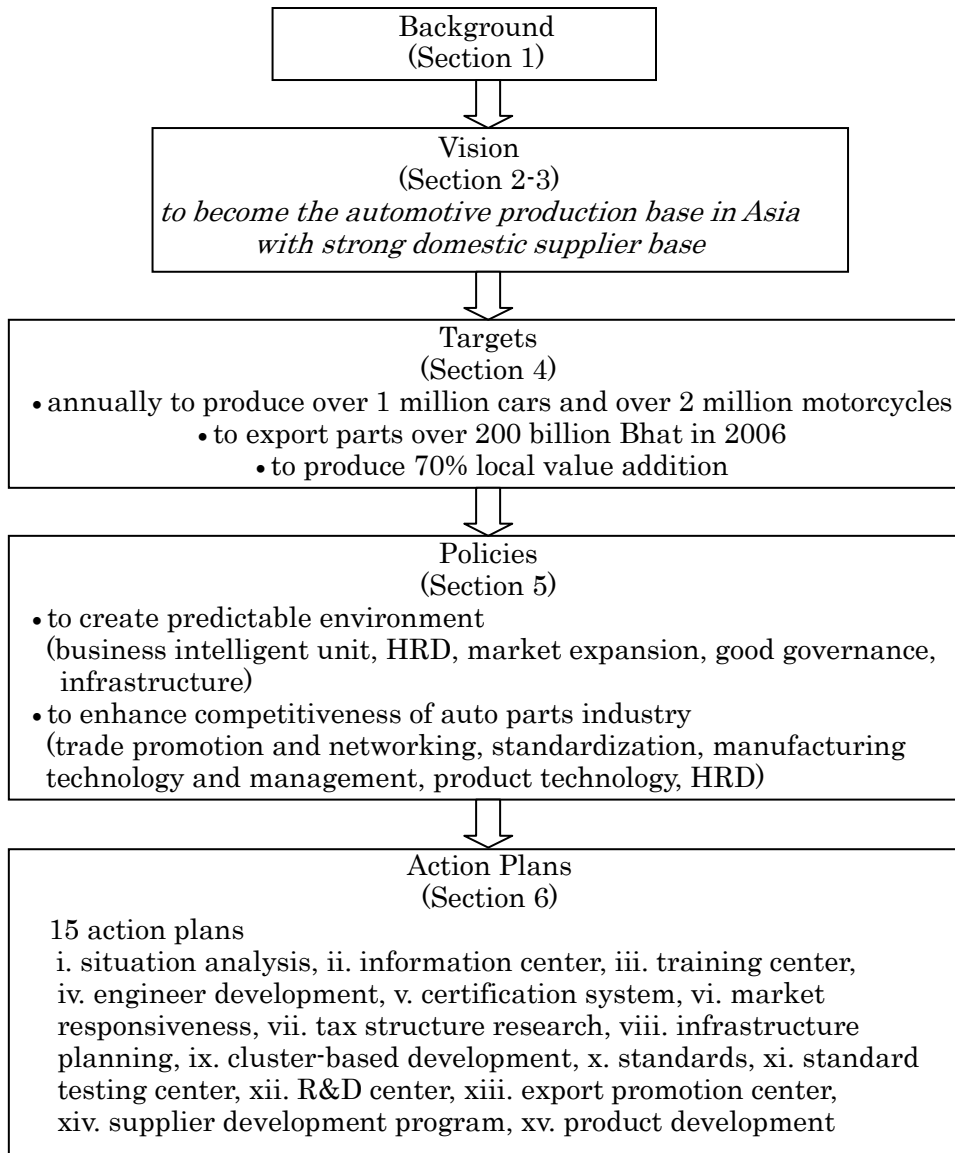 Background
(Section 1)
Vision
(Section 2-3)
to become the automotive production base in Asia
with strong domestic supplier base
Targets
(Section 4)
• annually to produce over 1 million cars and over 2 million motorcycles
• to export parts over 200 billion Bhat in 2006
• to produce 70% local value addition
Policies
(Section 5)
• to create predictable environment
(business intelligent unit, HRD, market expansion, good governance,
infrastructure)
• to enhance competitiveness of auto parts industry
(trade promotion and networking, standardization, manufacturing
technology and management, product technology, HRD)
Action Plans
(Section 6)
15 action plans
i. situation analysis, ii. information center, iii. training center,
iv. engineer development, v. certification system, vi. market
responsiveness, vii. tax structure research, viii. infrastructure
planning, ix. cluster-based development, x. standards, xi. standard
testing center, xii. R&D center, xiii. export promotion center,
xiv. supplier development program, xv. product development